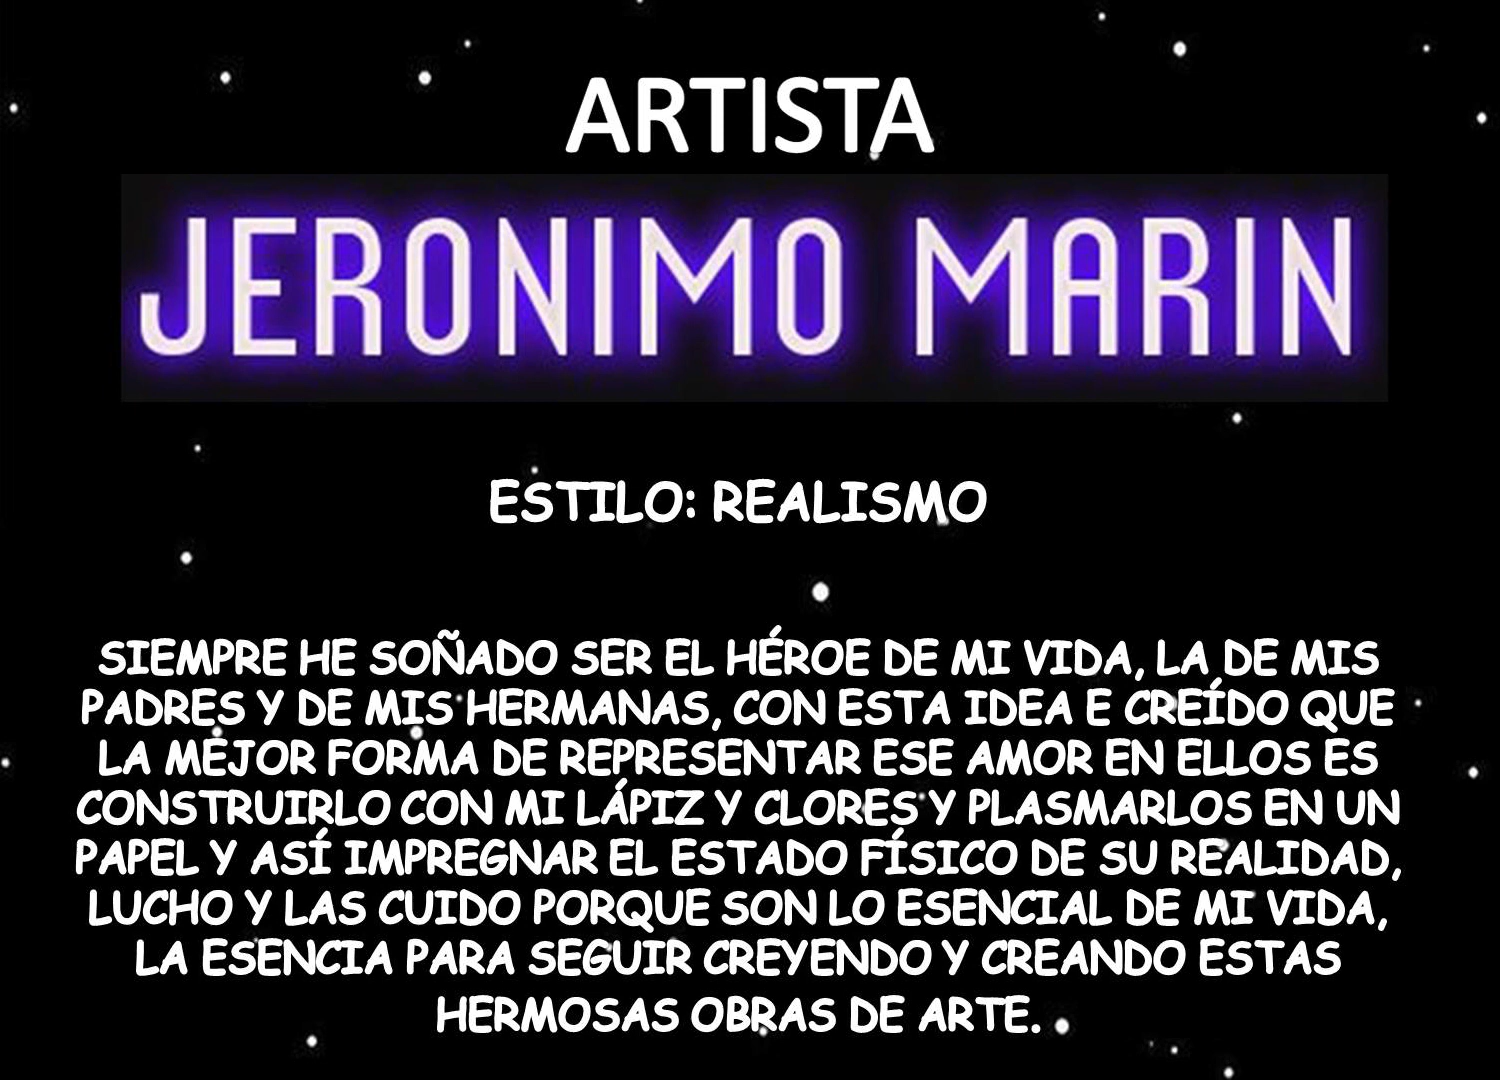 ARTISTA
JERONIMO MARIN
ESTILO: REALISMO
SIEMPRE HE SOÑADO SER EL HÉROE DE MI VIDA, LA DE MIS
PADRES Y DE MIS HERMANAS, CON ESTA IDEA E CREÍDO QUE
LA MEJOR FORMA DE REPRESENTAR ESE AMOR EN ELLOS ES
CONSTRUIRLO CON MI LÁPIZ Y CLORES Y PLASMARLOS EN UN
PAPEL Y ASÍ IMPREGNAR EL ESTADO FÍSICO DE SU REALIDAD,
LUCHO Y LAS CUIDO PORQUE SON LO ESENCIAL DE MI VIDA,
LA ESENCIA PARA SEGUIR CREYENDO Y CREANDO ESTAS
HERMOSAS OBRAS DE ARTE.